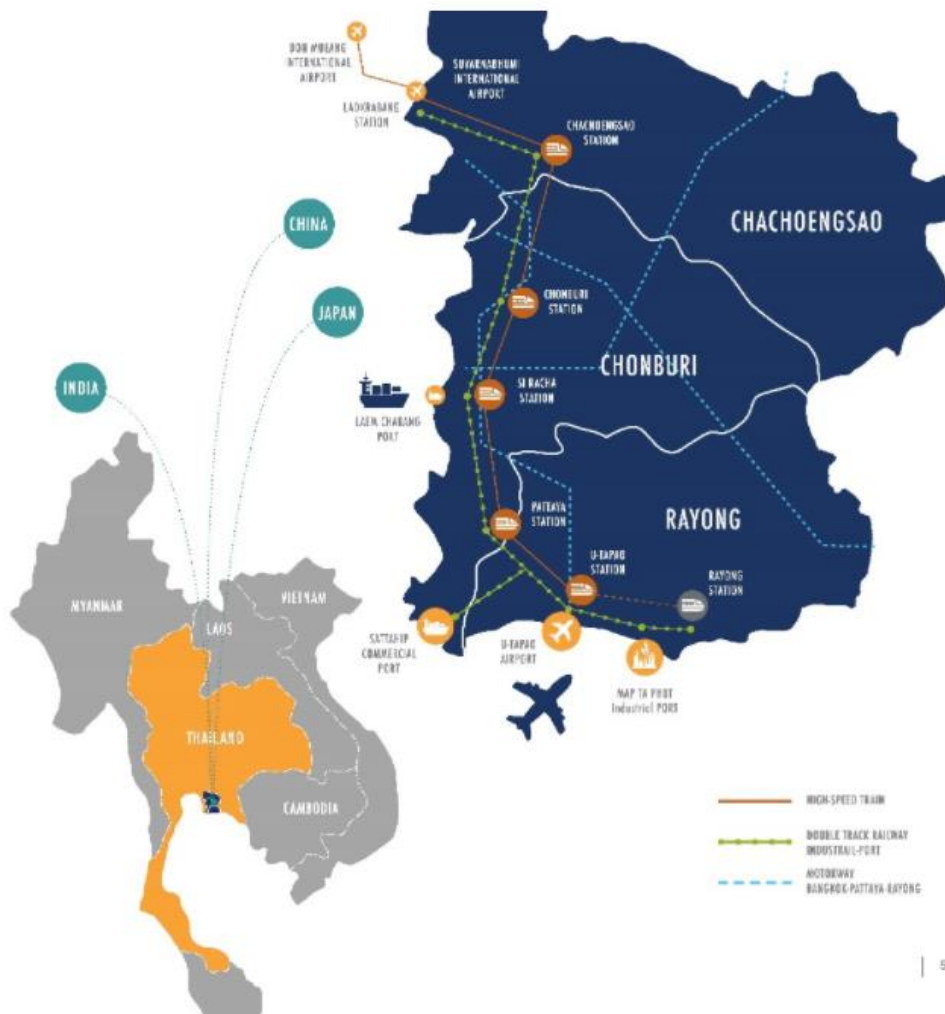 DON MUEANG
INTERNATIONAL
AIRPORT
SUVARNABHUMI
INTERNATIONAL
AIRPORT
LADKRABANG
STATION
CHACHOENGSAO
STATION
CHACHOENGSAO
CHINA
JAPAN
INDIA
CHONBURI
STATION
CHONBURI
SI RACHA
STATION
LAEM CHABANG
PORT
PATTAYA
STATION
RAYONG
U-TAPAO
STATION
RAYONG
STATION
SATTAHIP
COMMERCIAL
PORT
U-TAPAO
AIRPORT
MAP TA PHUT
Industrial PORT
MYANMAR
LAOS
VIETNAM
THAILAND
CAMBODIA
HIGH-SPEED TRAIN
DOUBLE TRACK RAILWAY
INDUSTRAIL-PORT
MOTORWAY
BANGKOK-PATTAYA-RAYONG
| 5